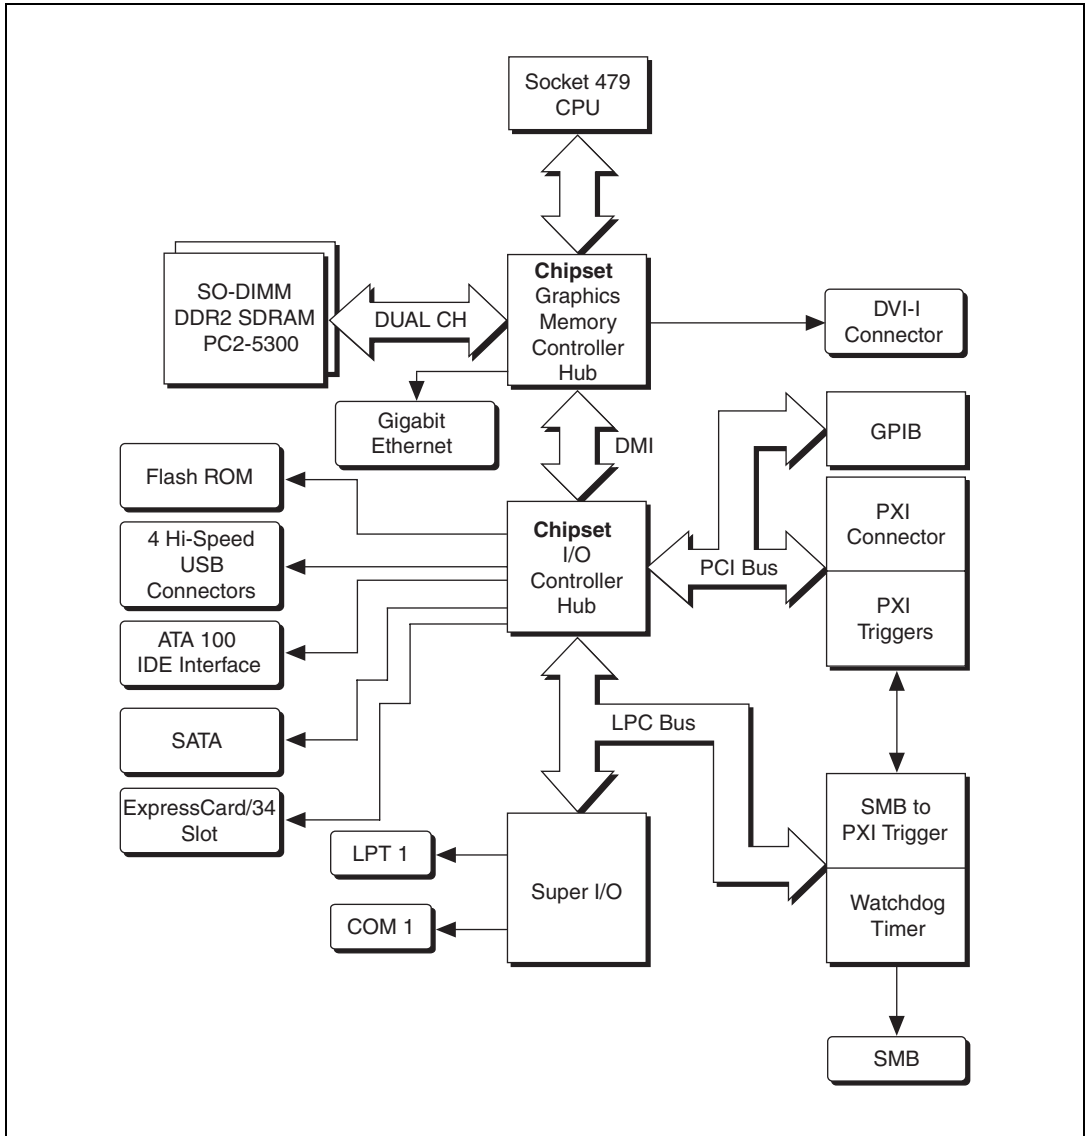 Socket 479
CPU
SO-DIMM
DDR2 SDRAM
PC2-5300
DUAL CH
Chipset
Graphics
Memory
Controller
Hub
DVI-I
Connector
Gigabit
Ethernet
DMI
GPIB
Flash ROM
4 Hi-Speed
USB
Connectors
Chipset
I/O
Controller
Hub
PCI Bus
PXI
Connector
PXI
Triggers
ATA 100
IDE Interface
SATA
ExpressCard/34
Slot
LPC Bus
LPT 1
COM 1
Super I/O
SMB to
PXI Trigger
Watchdog
Timer
SMB